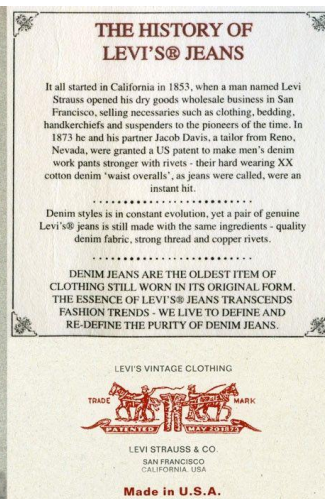 THE HISTORY OF
LEVI'S® JEANS
It all started in California in 1853, when a man named Levi
Strauss opened his dry goods wholesale business in San
Francisco, selling necessaries such as clothing, bedding,
handkerchiefs and suspenders to the pioneers of the time. In
1873 he and his partner Jacob Davis, a tailor from Reno,
Nevada, were granted a US patent to make men's denim
work pants stronger with rivets - their hard wearing XX
cotton denim 'waist overalls', as jeans were called, were an
instant hit.
Denim styles is in constant evolution, yet a pair of genuine
Levi's® jeans is still made with the same ingredients - quality
denim fabric, strong thread and copper rivets.
DENIM JEANS ARE THE OLDEST ITEM OF
CLOTHING STILL WORN IN ITS ORIGINAL FORM.
THE ESSENCE OF LEVI'S® JEANS TRANSCENDS
FASHION TRENDS - WE LIVE TO DEFINE AND
RE-DEFINE THE PURITY OF DENIM JEANS.
LEVI'S VINTAGE CLOTHING
TRADE MARK
PATENTED MAY 20 1873
LEVI STRAUSS & CO.
SAN FRANCISCO
CALIFORNIA. USA
Made in U.S.A.